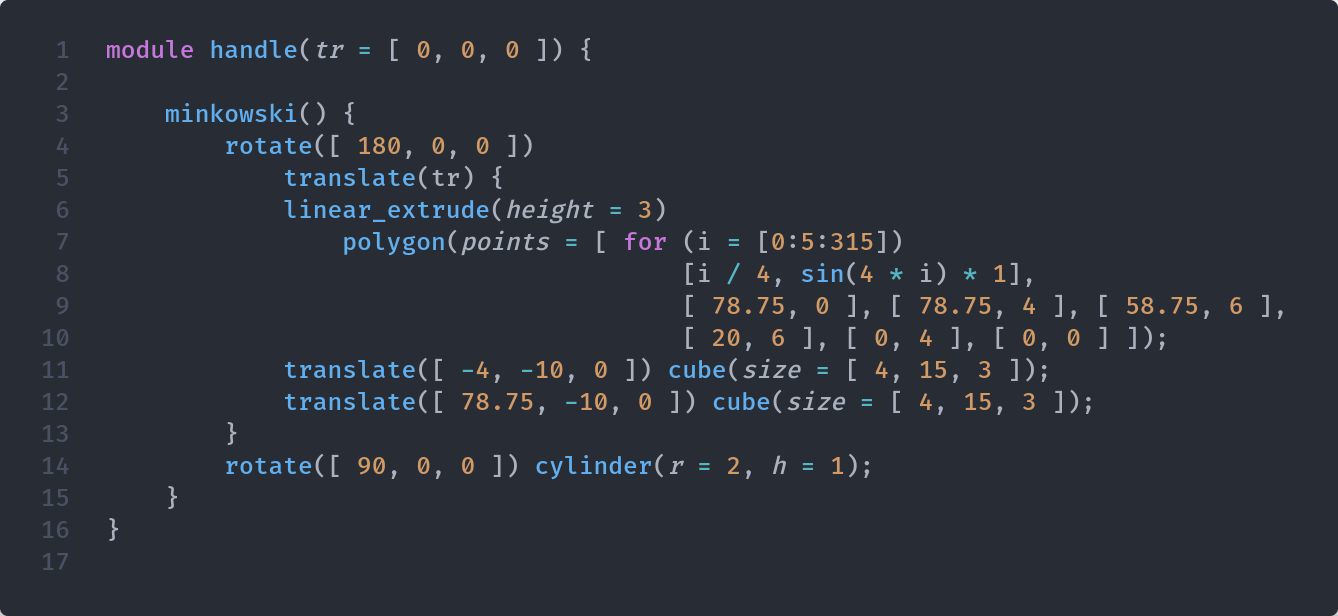 1 module handle(tr = [ 0, 0, 0 ]) {
2
3     minkowski() {
4         rotate([ 180, 0, 0 ])
5             translate(tr) {
6             linear_extrude(height = 3)
7                 polygon(points = [ for (i = [0:5:315])
8                                        [i / 4, sin(4 * i) * 1],
9                                        [ 78.75, 0 ], [ 78.75, 4 ], [ 58.75, 6 ],
10                                        [ 20, 6 ], [ 0, 4 ], [ 0, 0 ] ]);
11             translate([ -4, -10, 0 ]) cube(size = [ 4, 15, 3 ]);
12             translate([ 78.75, -10, 0 ]) cube(size = [ 4, 15, 3 ]);
13         }
14         rotate([ 90, 0, 0 ]) cylinder(r = 2, h = 1);
15     }
16 }
17